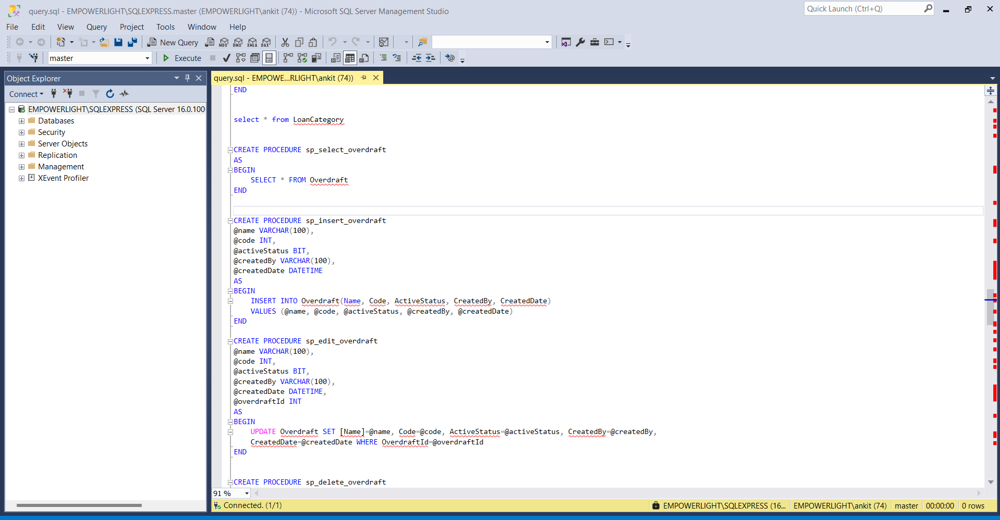 query.sql - EMPOWERLIGHT\SQLEXPRESS.master (EMPOWERLIGHT\ankit (74)) - Microsoft SQL Server Management Studio
Quick Launch (Ctrl+Q)
File Edit View Query Project Tools Window Help
New Query MDX DMX XMLA DAX
master Execute
Object Explorer
Connect
EMPOWERLIGHT\SQLEXPRESS (SQL Server 16.0.100
Databases
Security
Server Objects
Replication
Management
XEvent Profiler
query.sql - EMPOWE...RLIGHT\ankit (74))
END
select * from LoanCategory
CREATE PROCEDURE sp_select_overdraft
AS
BEGIN
SELECT * FROM Overdraft
END
CREATE PROCEDURE sp_insert_overdraft
@name VARCHAR(100),
@code INT,
@activeStatus BIT,
@createdBy VARCHAR(100),
@createdDate DATETIME
AS
BEGIN
INSERT INTO Overdraft(Name, Code, ActiveStatus, CreatedBy, CreatedDate)
VALUES (@name, @code, @activeStatus, @createdBy, @createdDate)
END
CREATE PROCEDURE sp_edit_overdraft
@name VARCHAR(100),
@code INT,
@activeStatus BIT,
@createdBy VARCHAR(100),
@createdDate DATETIME,
@overdraftId INT
AS
BEGIN
UPDATE Overdraft SET [Name]=@name, Code=@code, ActiveStatus=@activeStatus, CreatedBy=@createdBy,
CreatedDate=@createdDate WHERE OverdraftId=@overdraftId
END
CREATE PROCEDURE sp_delete_overdraft
91 %
Connected. (1/1)
EMPOWERLIGHT\SQLEXPRESS (16... EMPOWERLIGHT\ankit (74) master 00:00:00 0 rows